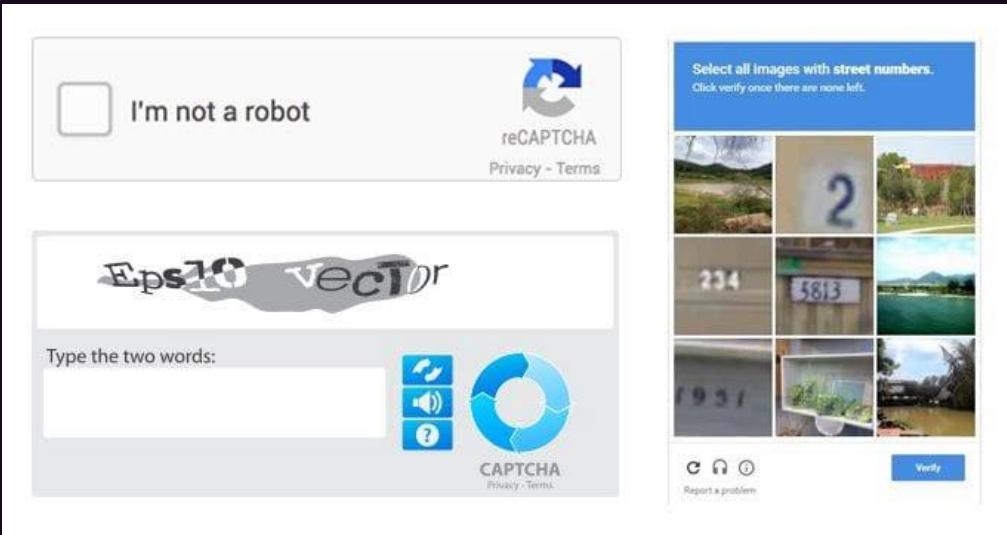 I'm not a robot
reCAPTCHA
Privacy - Terms
Eps10 vector
Type the two words:
CAPTCHA
Privacy - Terms
Select all images with street numbers.
Click verify once there are none left.
2
234
5813
1951
Report a problem
Verify